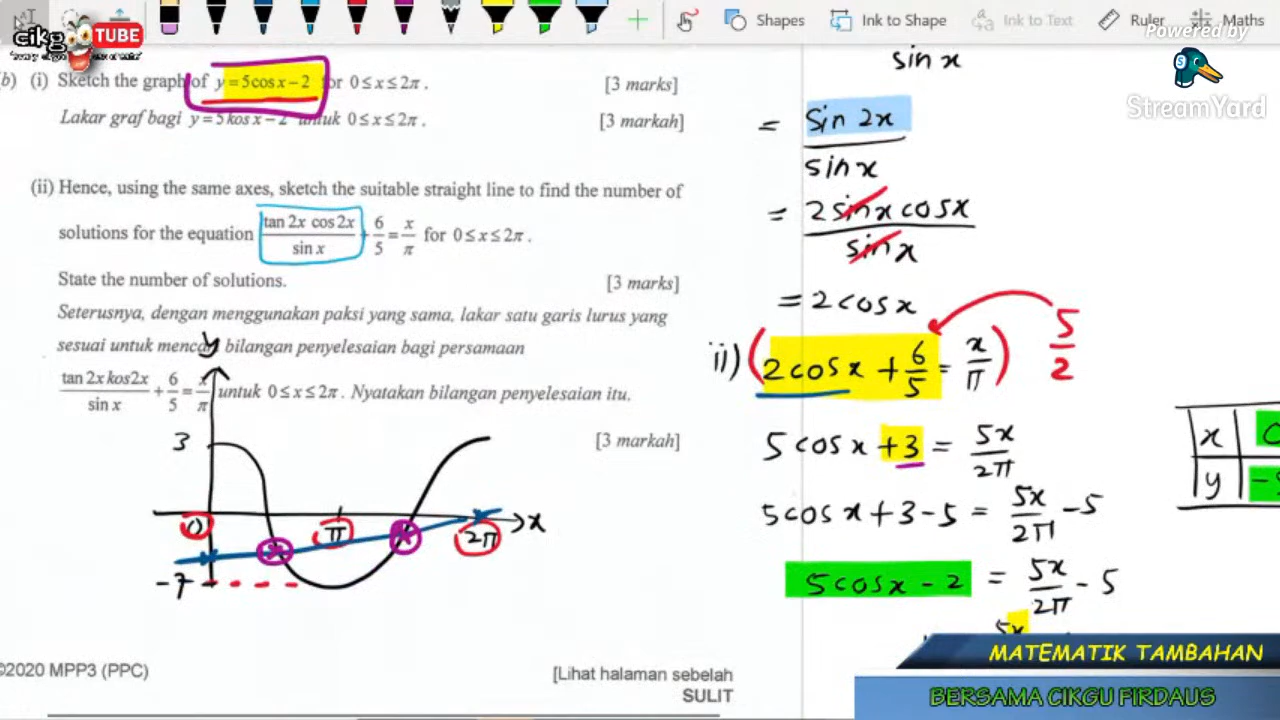 Shapes
Ink to Shape
Ink to Text
Ruler
Maths
cikgooTUBE
Powered by
StreamYard
(b) (i) Sketch the graph of y = 5cos x − 2 for 0 ≤ x ≤ 2π. [3 marks]
Lakar graf bagi y = 5 kos x − 2 untuk 0 ≤ x ≤ 2π. [3 markah]
(ii) Hence, using the same axes, sketch the suitable straight line to find the number of
solutions for the equation tan 2x cos 2x / sin x + 6/5 = x/π for 0 ≤ x ≤ 2π.
State the number of solutions. [3 marks]
Seterusnya, dengan menggunakan paksi yang sama, lakar satu garis lurus yang
sesuai untuk mencari bilangan penyelesaian bagi persamaan
tan 2x kos2x / sin x + 6/5 = x/π untuk 0 ≤ x ≤ 2π. Nyatakan bilangan penyelesaian itu.
[3 markah]
y
3
0
π
2π
x
-7
©2020 MPP3 (PPC)
[Lihat halaman sebelah
SULIT
sin x
= sin 2x / sin x
= 2 sin x cos x / sin x
= 2 cos x
ii) (2 cos x + 6/5 = x/π) 5/2
5 cos x + 3 = 5x/2π
5 cos x + 3 - 5 = 5x/2π - 5
5 cos x - 2 = 5x/2π - 5
5x
x 0
y
MATEMATIK TAMBAHAN
BERSAMA CIKGU FIRDAUS